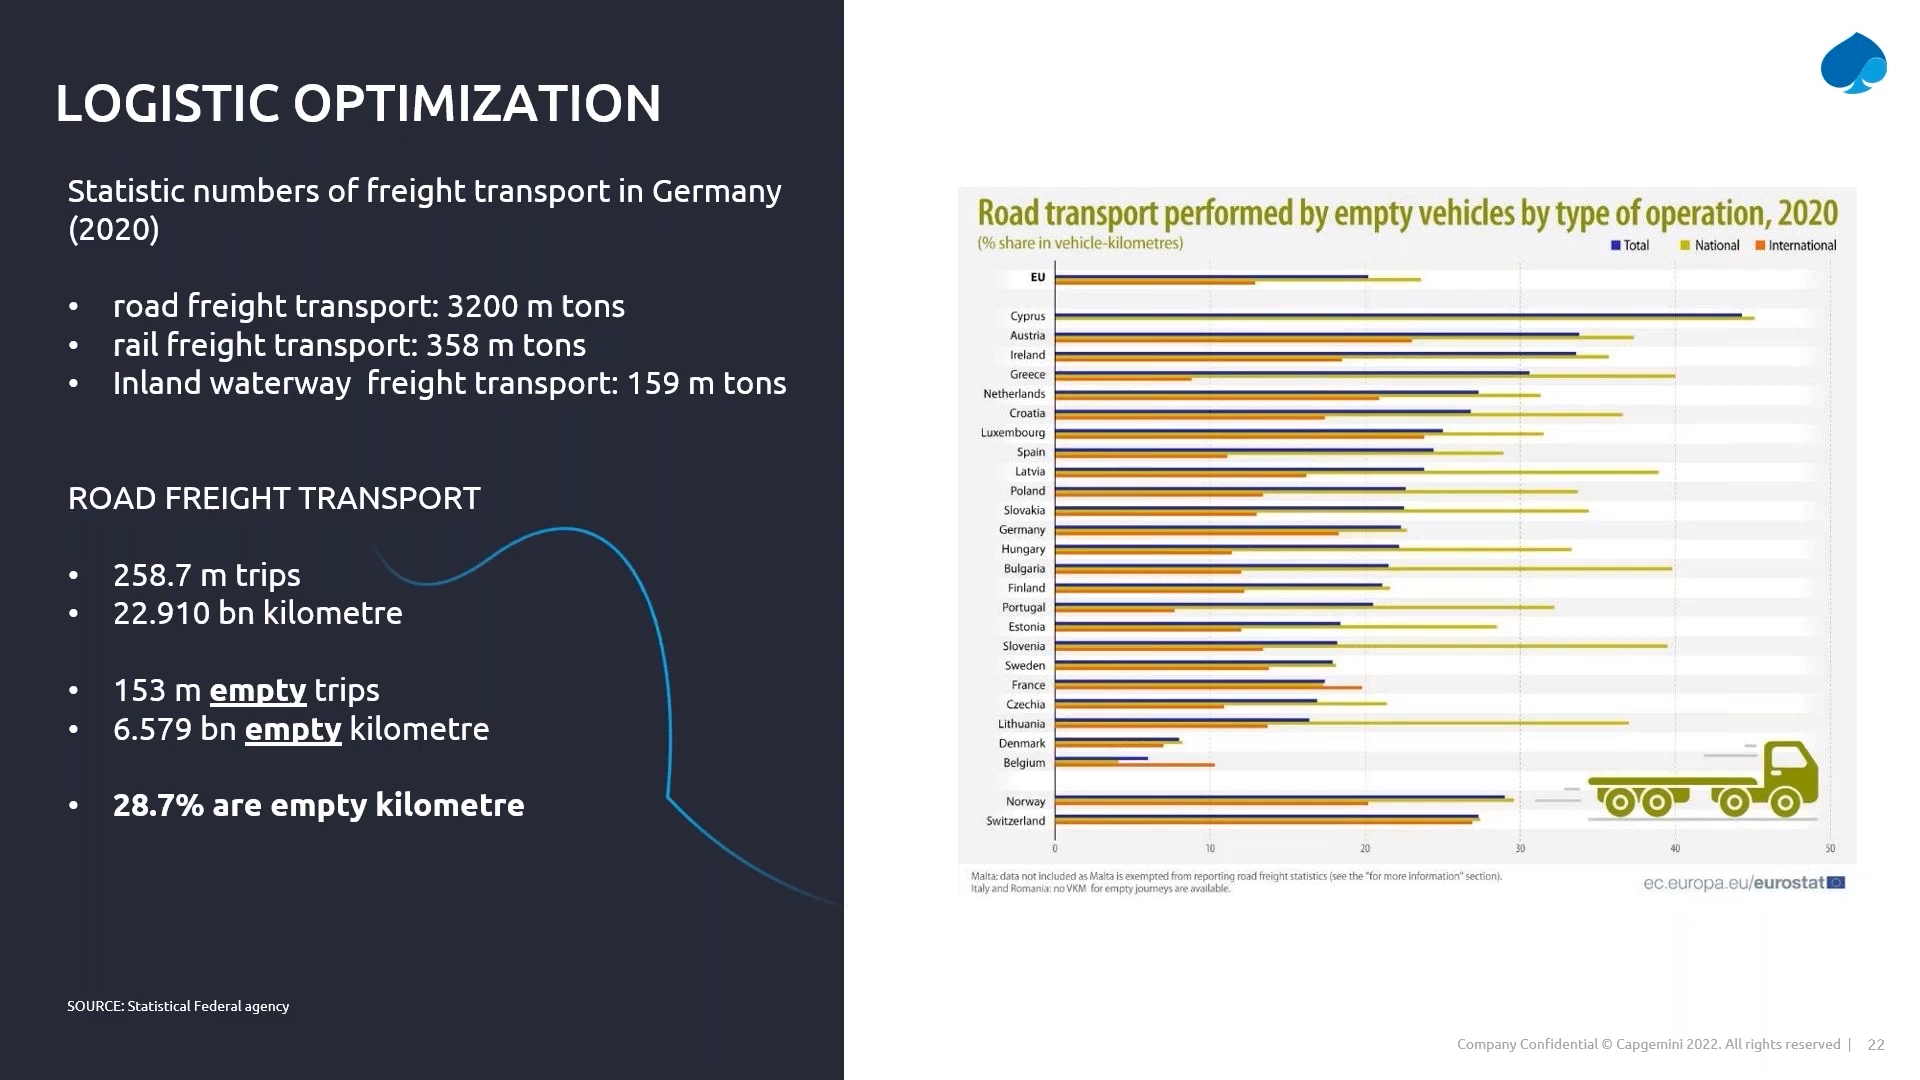 LOGISTIC OPTIMIZATION
Statistic numbers of freight transport in Germany
(2020)
• road freight transport: 3200 m tons
• rail freight transport: 358 m tons
• Inland waterway  freight transport: 159 m tons
ROAD FREIGHT TRANSPORT
• 258.7 m trips
• 22.910 bn kilometre
• 153 m empty trips
• 6.579 bn empty kilometre
• 28.7% are empty kilometre
SOURCE: Statistical Federal agency
Road transport performed by empty vehicles by type of operation, 2020
(% share in vehicle-kilometres)
Total National International
EU
Cyprus
Austria
Ireland
Greece
Netherlands
Croatia
Luxembourg
Spain
Latvia
Poland
Slovakia
Germany
Hungary
Bulgaria
Finland
Portugal
Estonia
Slovenia
Sweden
France
Czechia
Lithuania
Denmark
Belgium
Norway
Switzerland
0 10 20 30 40 50
Malta: data not included as Malta is exempted from reporting road freight statistics (see the "for more information" section).
Italy and Romania: no VKM for empty journeys are available.
ec.europa.eu/eurostat
Company Confidential © Capgemini 2022. All rights reserved | 22